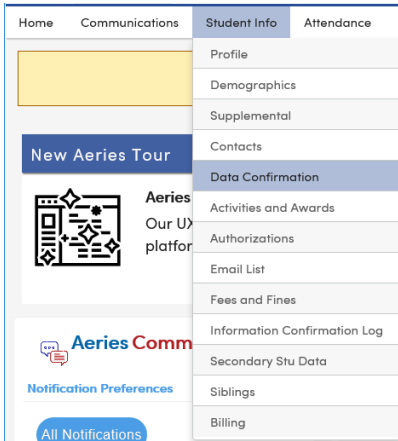 Home Communications Student Info Attendance
Profile
Demographics
Supplemental
Contacts
Data Confirmation
Activities and Awards
Authorizations
Email List
Fees and Fines
Information Confirmation Log
Secondary Stu Data
Siblings
Billing
New Aeries Tour
Aeries
Our
Aeries Comm
Notification Preferences
All Notifications